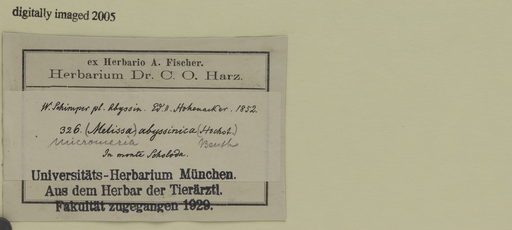 digitally imaged 2005
ex Herbario A. Fischer.
Herbarium Dr. C. O. Harz.
W. Schimper pl. Abyssin. Ed. R. Hohenacker. 1852.
326. (Melissa) abyssinica (Hochst.)
Micromeria Benth
In monte Scholoda.
Universitäts-Herbarium München.
Aus dem Herbar der Tierärztl.
Fakultät zugegangen 1929.